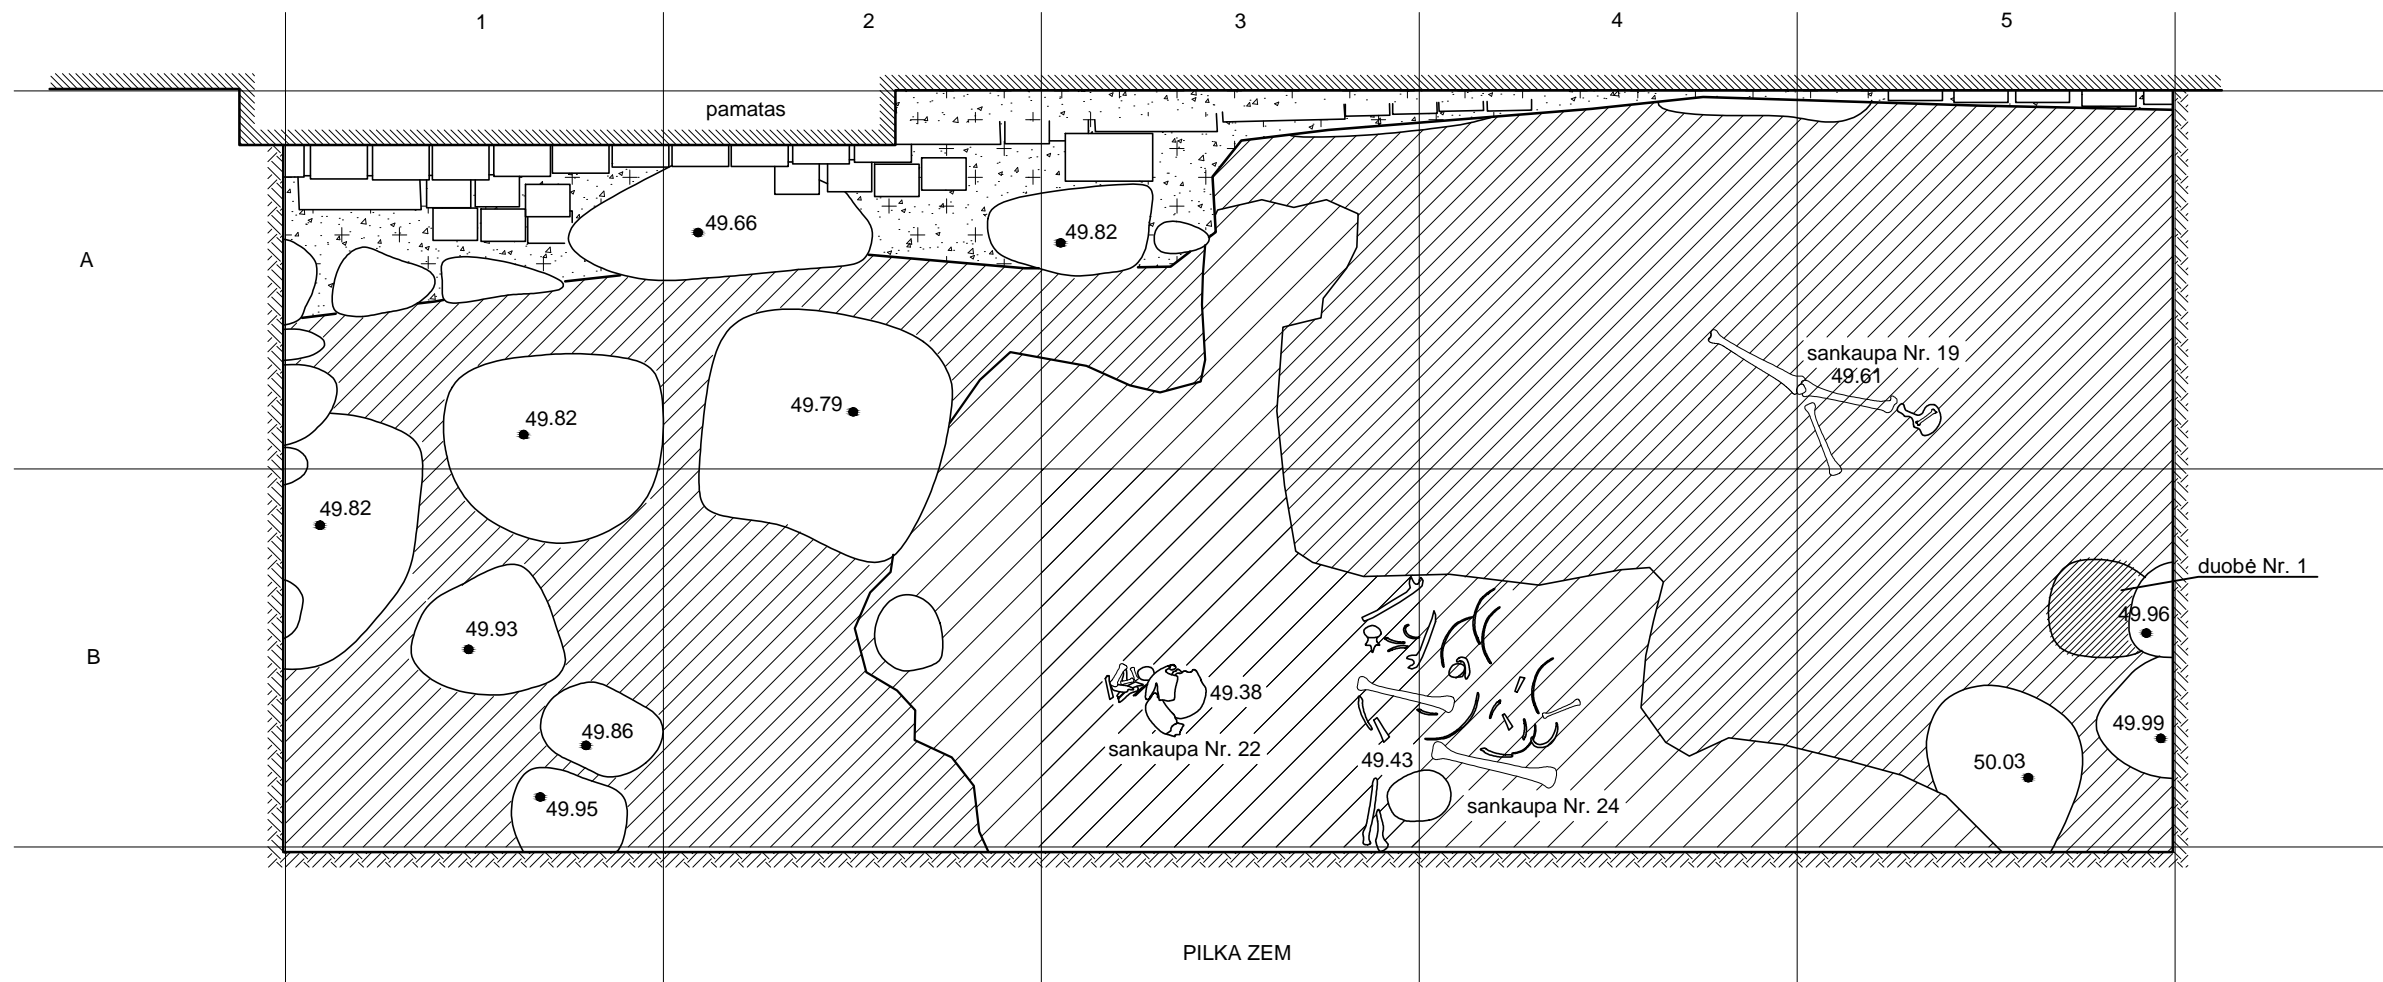 1 2 3 4 5
pamatas
A
49.66
49.82
sankaupa Nr. 19
49.61
49.82
49.79
49.82
duobė Nr. 1
49.96
B
49.93
49.38
49.99
49.86
sankaupa Nr. 22
49.43
50.03
49.95
sankaupa Nr. 24
PILKA ZEM